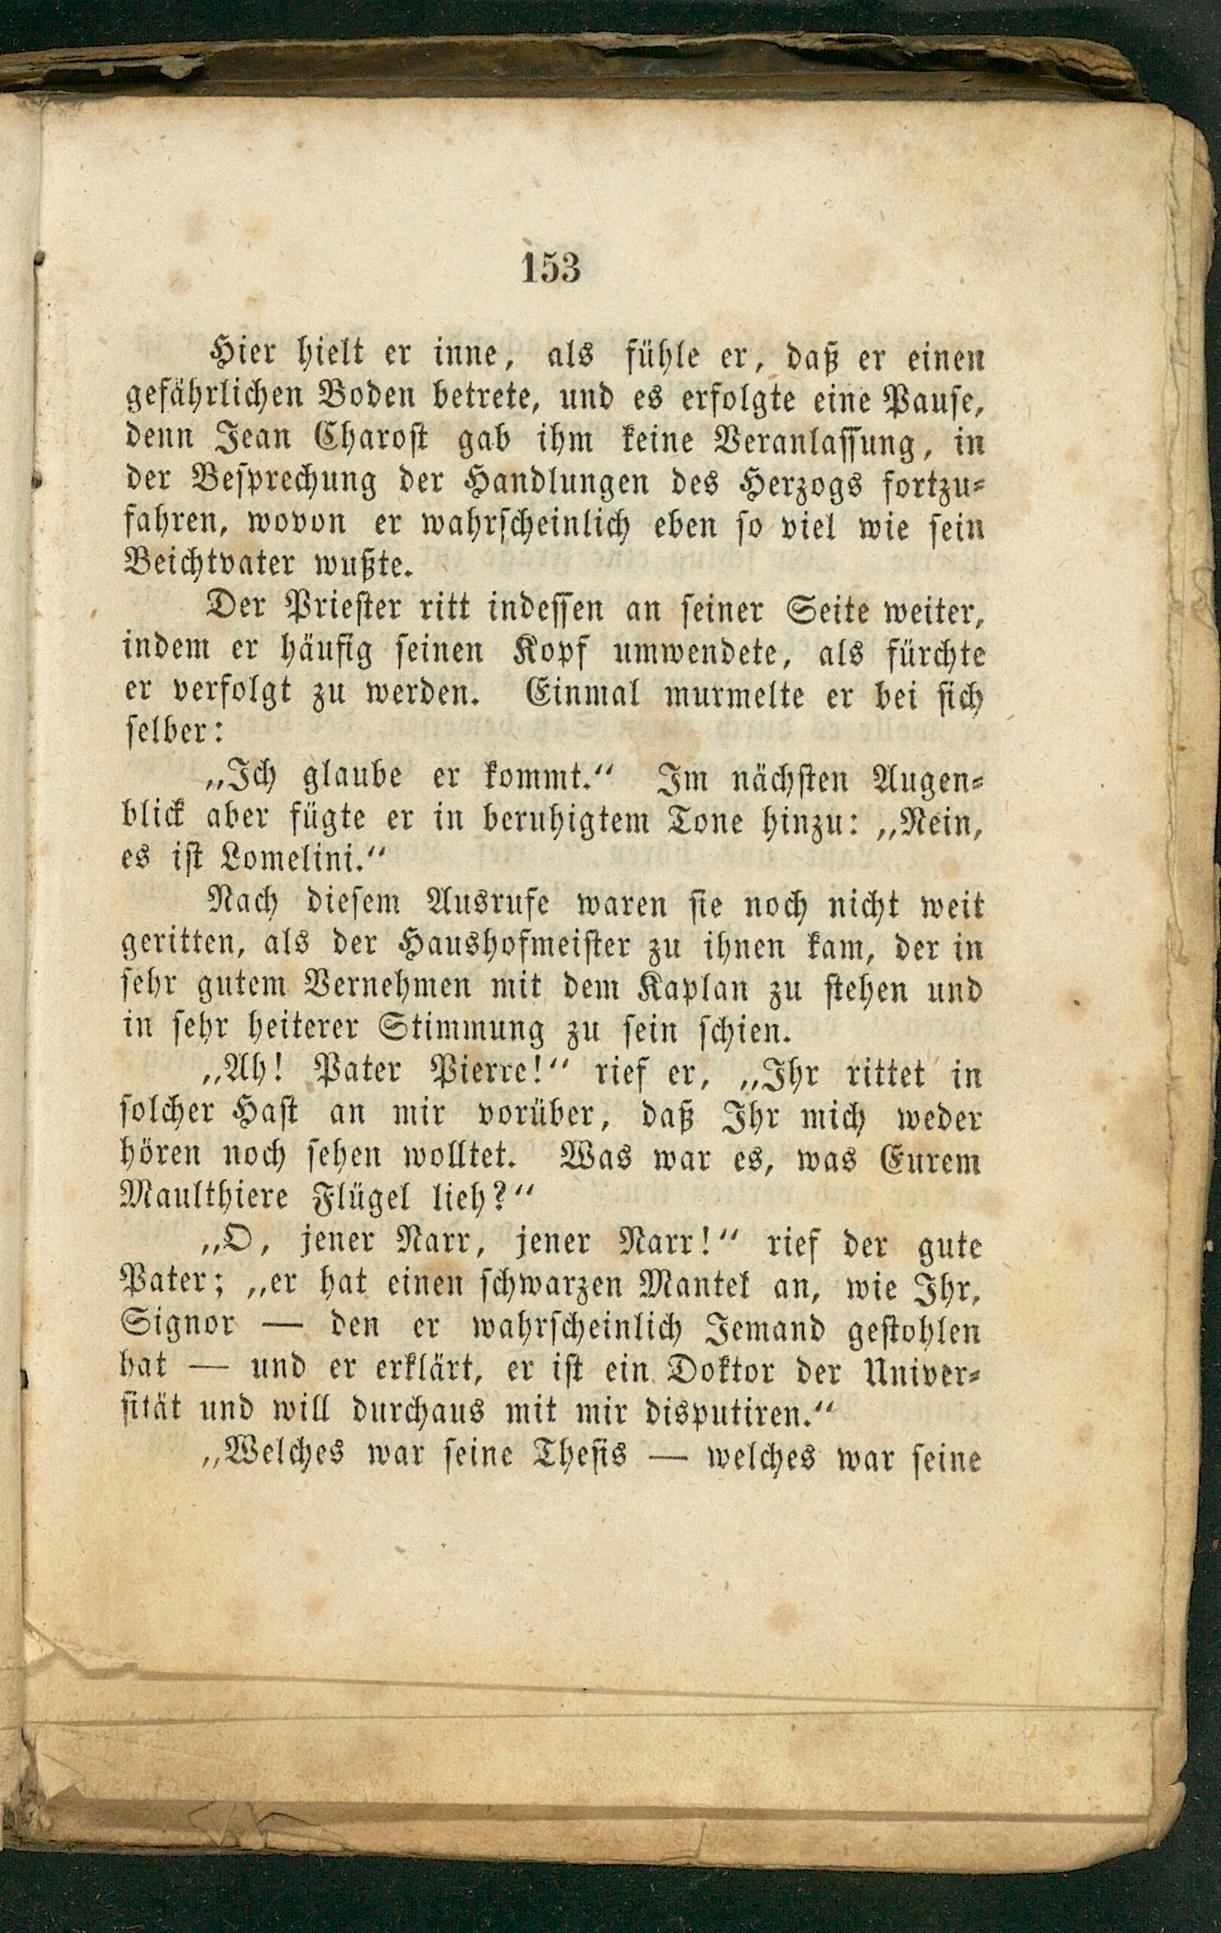 153
Hier hielt er inne, als fühle er, daß er einen
gefährlichen Boden betrete, und es erfolgte eine Pause,
denn Jean Charost gab ihm keine Veranlassung, in
der Besprechung der Handlungen des Herzogs fortzu-
fahren, wovon er wahrscheinlich eben so viel wie sein
Beichtvater wußte.
Der Priester ritt indessen an seiner Seite weiter,
indem er häufig seinen Kopf umwendete, als fürchte
er verfolgt zu werden. Einmal murmelte er bei sich
selber:
„Ich glaube er kommt.“ Im nächsten Augen-
blick aber fügte er in beruhigtem Tone hinzu: „Nein,
es ist Lomelini.“
Nach diesem Ausrufe waren sie noch nicht weit
geritten, als der Haushofmeister zu ihnen kam, der in
sehr gutem Vernehmen mit dem Kaplan zu stehen und
in sehr heiterer Stimmung zu sein schien.
„Ah! Pater Pierre!“ rief er, „Ihr rittet in
solcher Hast an mir vorüber, daß Ihr mich weder
hören noch sehen wolltet. Was war es, was Eurem
Maulthiere Flügel lieh?“
„O, jener Narr, jener Narr!“ rief der gute
Pater; „er hat einen schwarzen Mantel an, wie Ihr,
Signor — den er wahrscheinlich Jemand gestohlen
hat — und er erklärt, er ist ein Doktor der Univer-
sität und will durchaus mit mir disputiren.“
„Welches war seine Thesis — welches war seine